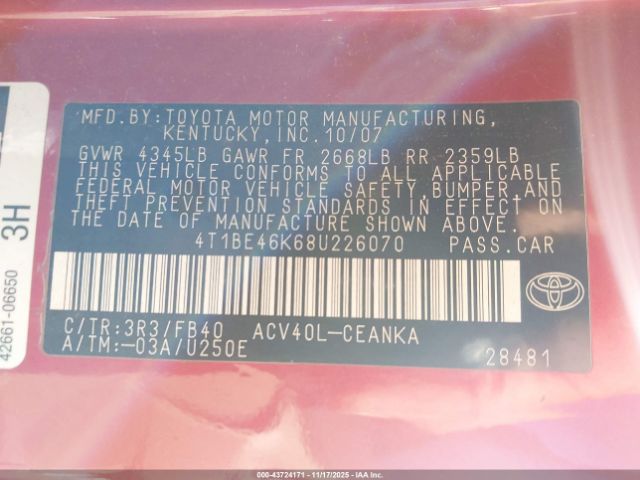 MFD.BY:TOYOTA MOTOR MANUFACTURING,
KENTUCKY, INC. 10/07
GVWR 4345LB GAWR FR 2668LB RR 2359LB
THIS VEHICLE CONFORMS TO ALL APPLICABLE
FEDERAL MOTOR VEHICLE SAFETY, BUMPER, AND
THEFT PREVENTION STANDARDS IN EFFECT ON
THE DATE OF MANUFACTURE SHOWN ABOVE.
4T1BE46K68U226070 PASS.CAR
C/TR:3R3/FB40 ACV40L-CEANKA
A/TM:-03A/U250E
28481
42661-06650 3H
000-43724171 | 11/17/2025 | IAA, Inc.